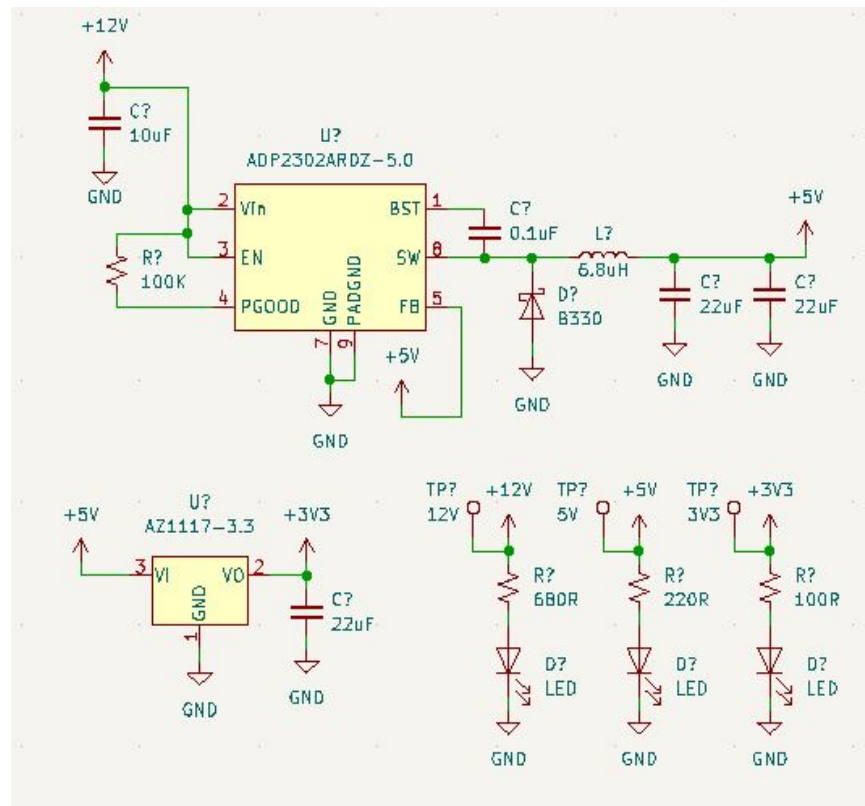 +12V
C?
10uF
GND
U?
ADP2302ARDZ-5.0
2
VIn
3
EN
4
PGOOD
BST
1
SW
8
FB
5
GND
PADGND
7
9
GND
R?
100K
C?
0.1uF
L?
6.8uH
D?
B330
GND
+5V
C?
22uF
GND
C?
22uF
GND
+5V
+5V
U?
AZ1117-3.3
3
VI
VO
2
GND
1
GND
+3V3
C?
22uF
GND
TP?
12V
+12V
R?
680R
D?
LED
GND
TP?
5V
+5V
R?
220R
D?
LED
GND
TP?
3V3
+3V3
R?
100R
D?
LED
GND